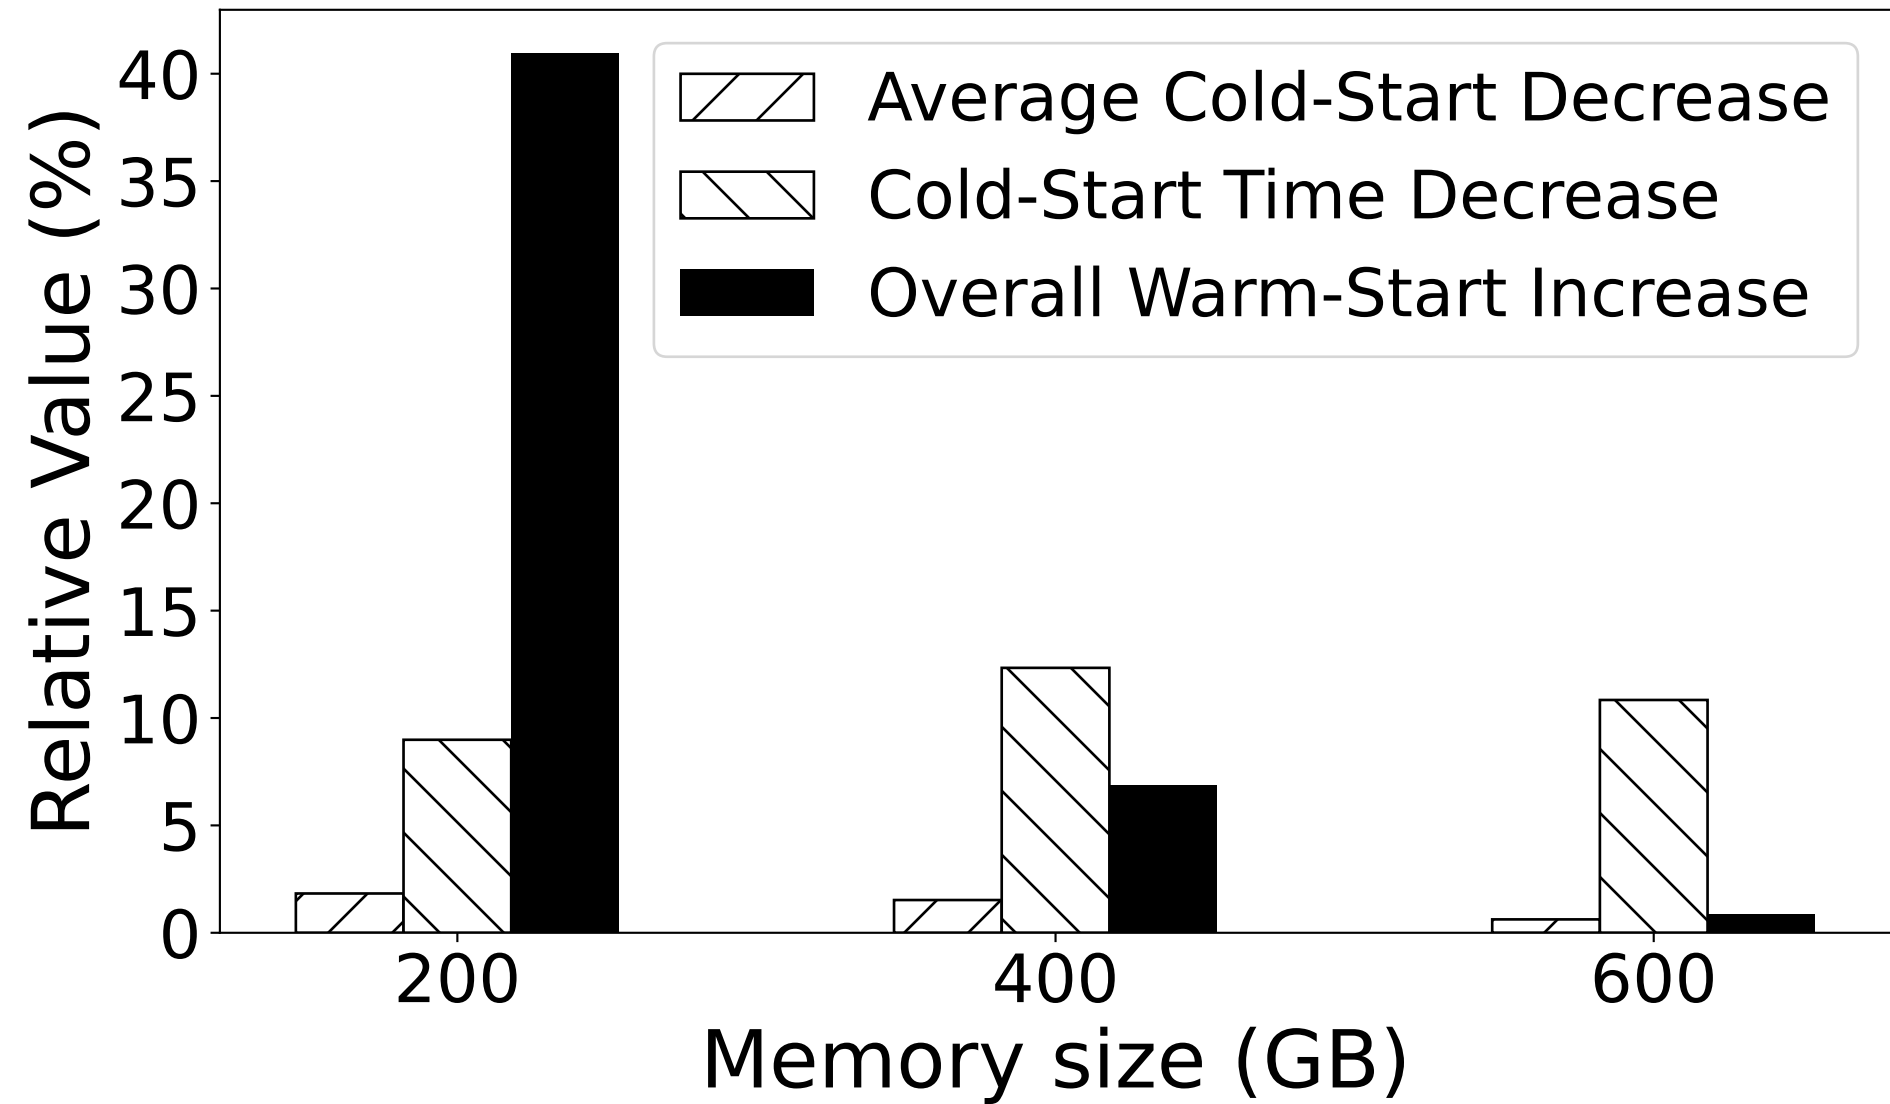 Relative Value (%)
40
35
30
25
20
15
10
5
0
Average Cold-Start Decrease
Cold-Start Time Decrease
Overall Warm-Start Increase
200 400 600
Memory size (GB)